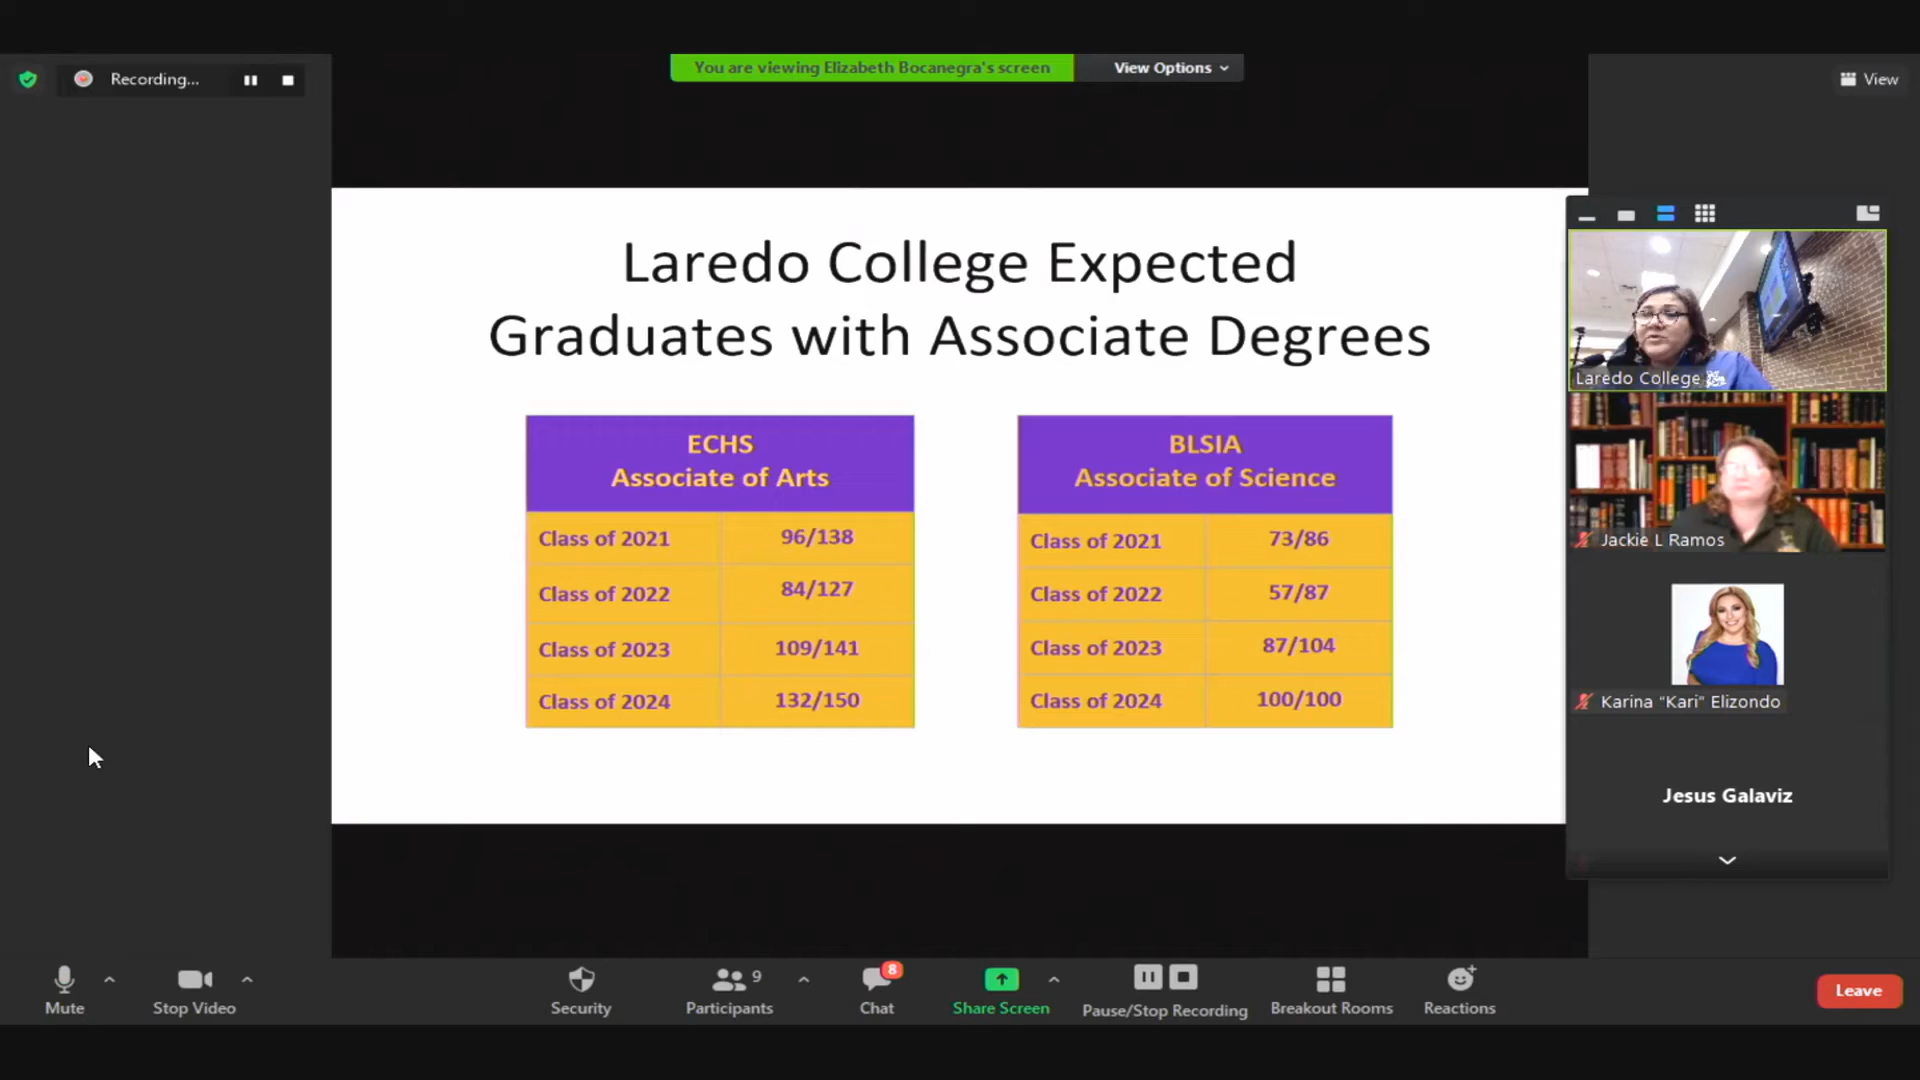 Recording...
You are viewing Elizabeth Bocanegra's screen
View Options
View
Laredo College Expected
Graduates with Associate Degrees
ECHS
Associate of Arts
Class of 2021 96/138
Class of 2022 84/127
Class of 2023 109/141
Class of 2024 132/150
BLSIA
Associate of Science
Class of 2021 73/86
Class of 2022 57/87
Class of 2023 87/104
Class of 2024 100/100
Laredo College
Jackie L Ramos
Karina "Kari" Elizondo
Jesus Galaviz
Mute
Stop Video
Security
9
Participants
8
Chat
Share Screen
Pause/Stop Recording
Breakout Rooms
Reactions
Leave